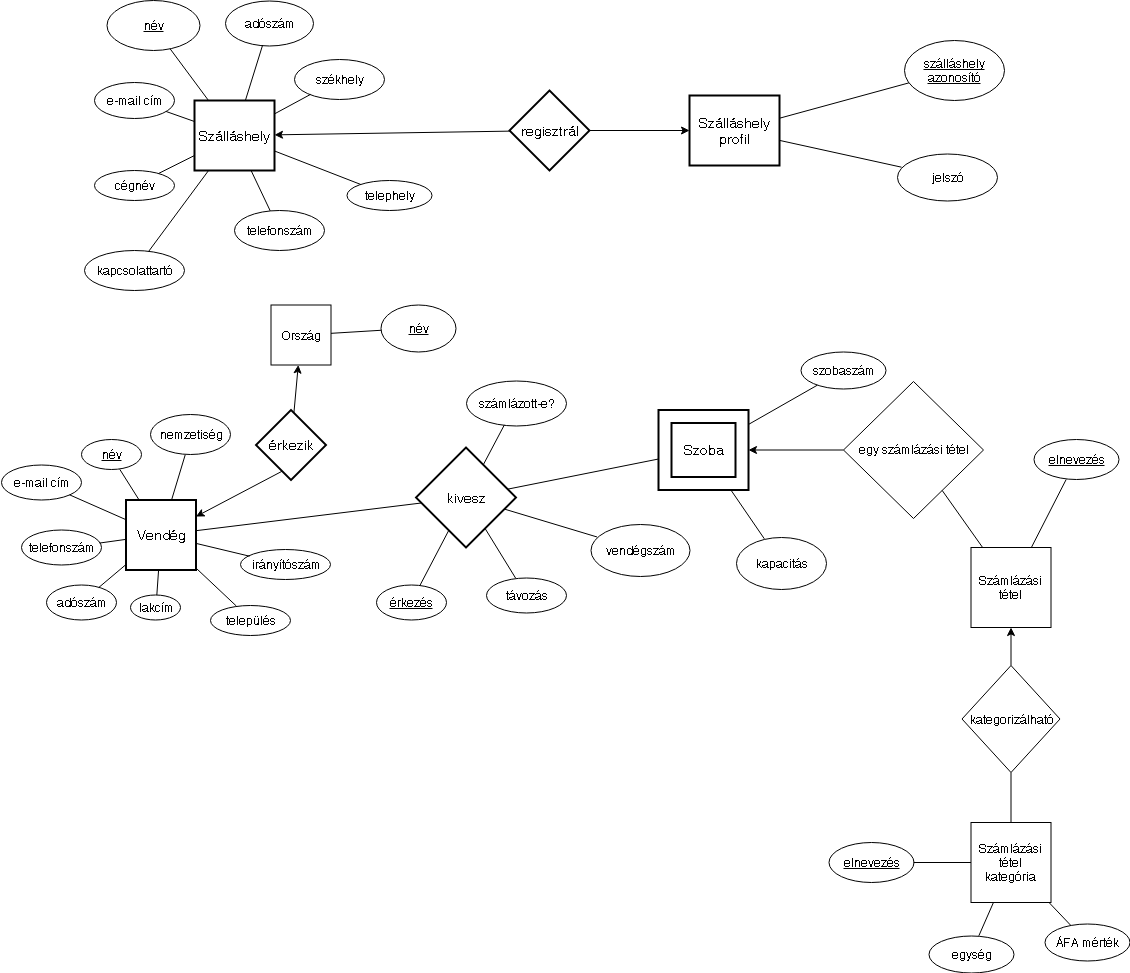 név
adószám
székhely
szálláshely
azonosító
e-mail cím
Szálláshely
regisztrál
Szálláshely
profil
jelszó
cégnév
telephely
telefonszám
kapcsolattartó
Ország
név
szobaszám
számlázott-e?
nemzetiség
név
érkezik
Szoba
egy számlázási tétel
elnevezés
e-mail cím
kivesz
Vendég
telefonszám
vendégszám
irányítószám
kapacitás
Számlázási
tétel
adószám
lakcím
település
érkezés
távozás
kategorizálható
elnevezés
Számlázási
tétel
kategória
egység
ÁFA mérték